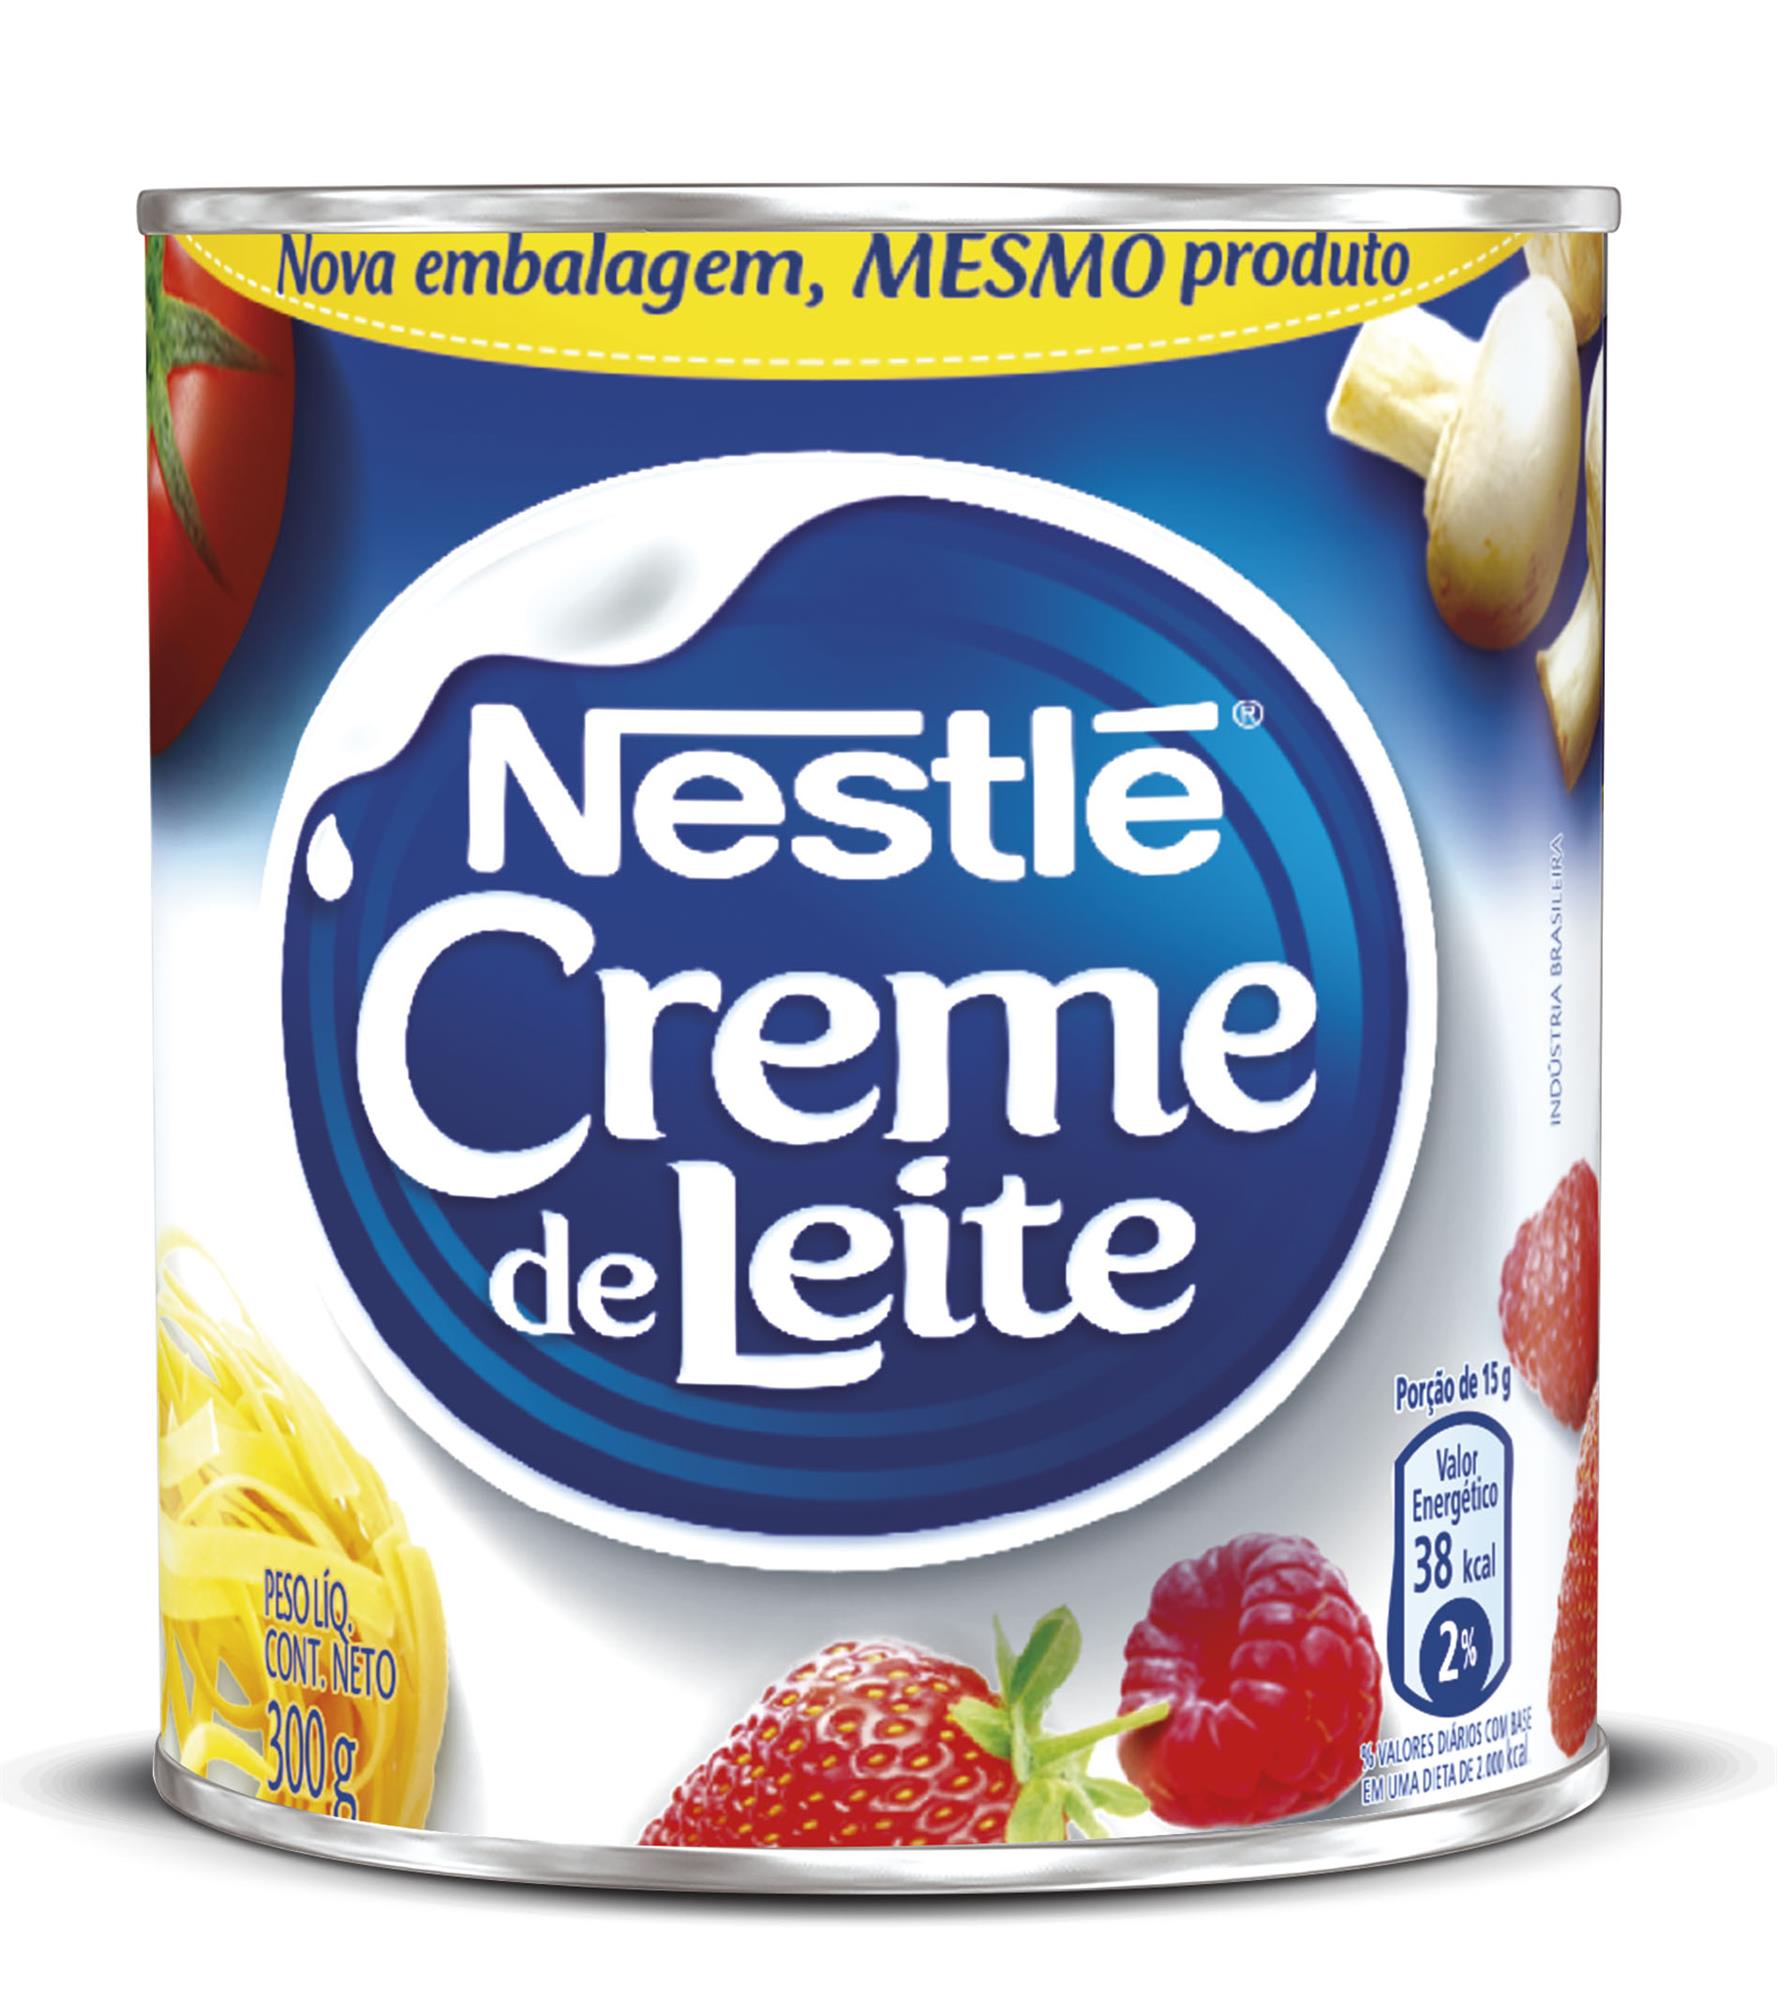 Nova embalagem, MESMO produto
Nestlé®
Creme
de Leite
INDÚSTRIA BRASILEIRA
Porção de 15 g
Valor
Energético
38 kcal
2%
PESO LÍQ.
CONT. NETO
300 g
% VALORES DIÁRIOS COM BASE
EM UMA DIETA DE 2.000 kcal.